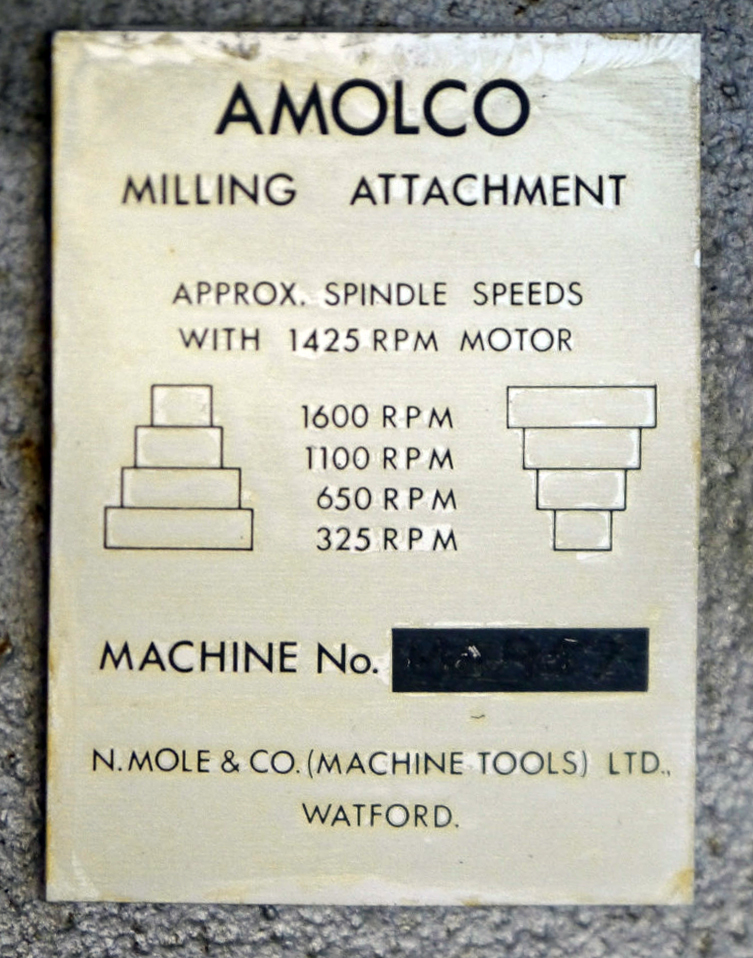 AMOLCO
MILLING ATTACHMENT
APPROX. SPINDLE SPEEDS
WITH 1425 RPM MOTOR
1600 RPM
1100 RPM
650 RPM
325 RPM
MACHINE No.
N. MOLE & CO. (MACHINE TOOLS) LTD.,
WATFORD.